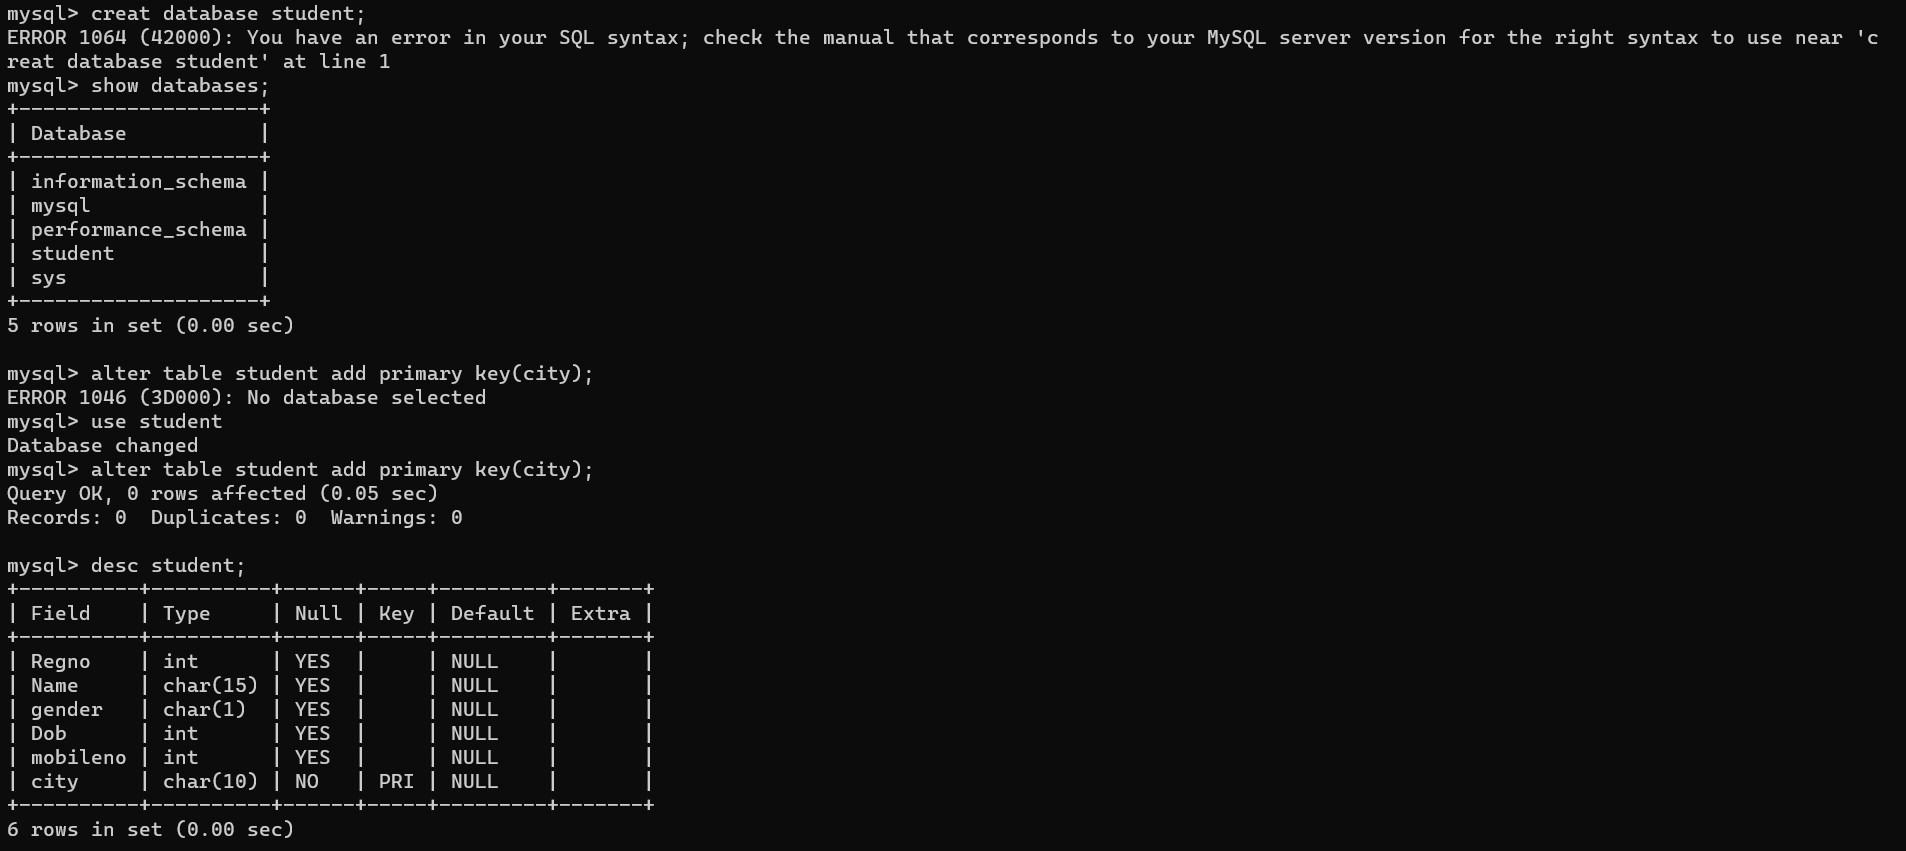 mysql> creat database student;
ERROR 1064 (42000): You have an error in your SQL syntax; check the manual that corresponds to your MySQL server version for the right syntax to use near 'c
reat database student' at line 1
mysql> show databases;
+--------------------+
| Database           |
+--------------------+
| information_schema |
| mysql              |
| performance_schema |
| student            |
| sys                |
+--------------------+
5 rows in set (0.00 sec)

mysql> alter table student add primary key(city);
ERROR 1046 (3D000): No database selected
mysql> use student
Database changed
mysql> alter table student add primary key(city);
Query OK, 0 rows affected (0.05 sec)
Records: 0  Duplicates: 0  Warnings: 0

mysql> desc student;
+----------+----------+------+-----+---------+-------+
| Field    | Type     | Null | Key | Default | Extra |
+----------+----------+------+-----+---------+-------+
| Regno    | int      | YES  |     | NULL    |       |
| Name     | char(15) | YES  |     | NULL    |       |
| gender   | char(1)  | YES  |     | NULL    |       |
| Dob      | int      | YES  |     | NULL    |       |
| mobileno | int      | YES  |     | NULL    |       |
| city     | char(10) | NO   | PRI | NULL    |       |
+----------+----------+------+-----+---------+-------+
6 rows in set (0.00 sec)